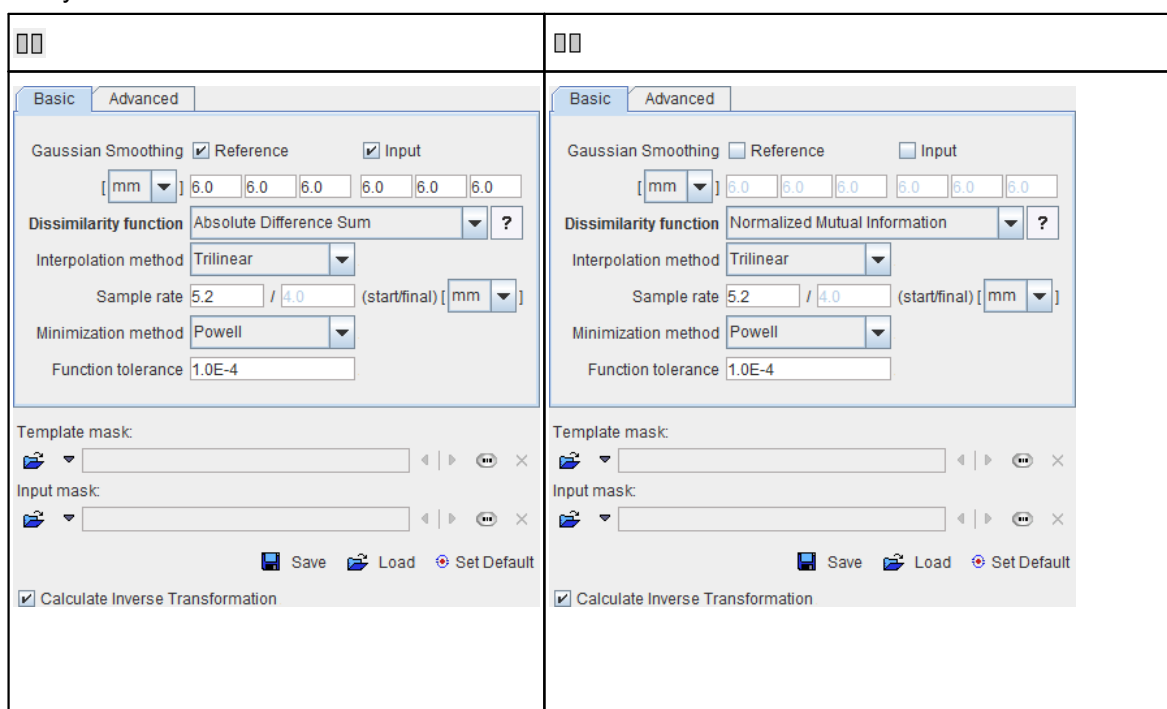 Basic Advanced
Gaussian Smoothing Reference Input
[ mm ] 6.0 6.0 6.0 6.0 6.0 6.0
Dissimilarity function Absolute Difference Sum ?
Interpolation method Trilinear
Sample rate 5.2 / 4.0 (start/final) [ mm ]
Minimization method Powell
Function tolerance 1.0E-4
Template mask:
Input mask:
Save Load Set Default
Calculate Inverse Transformation
Basic Advanced
Gaussian Smoothing Reference Input
[ mm ] 6.0 6.0 6.0 6.0 6.0 6.0
Dissimilarity function Normalized Mutual Information ?
Interpolation method Trilinear
Sample rate 5.2 / 4.0 (start/final) [ mm ]
Minimization method Powell
Function tolerance 1.0E-4
Template mask:
Input mask:
Save Load Set Default
Calculate Inverse Transformation